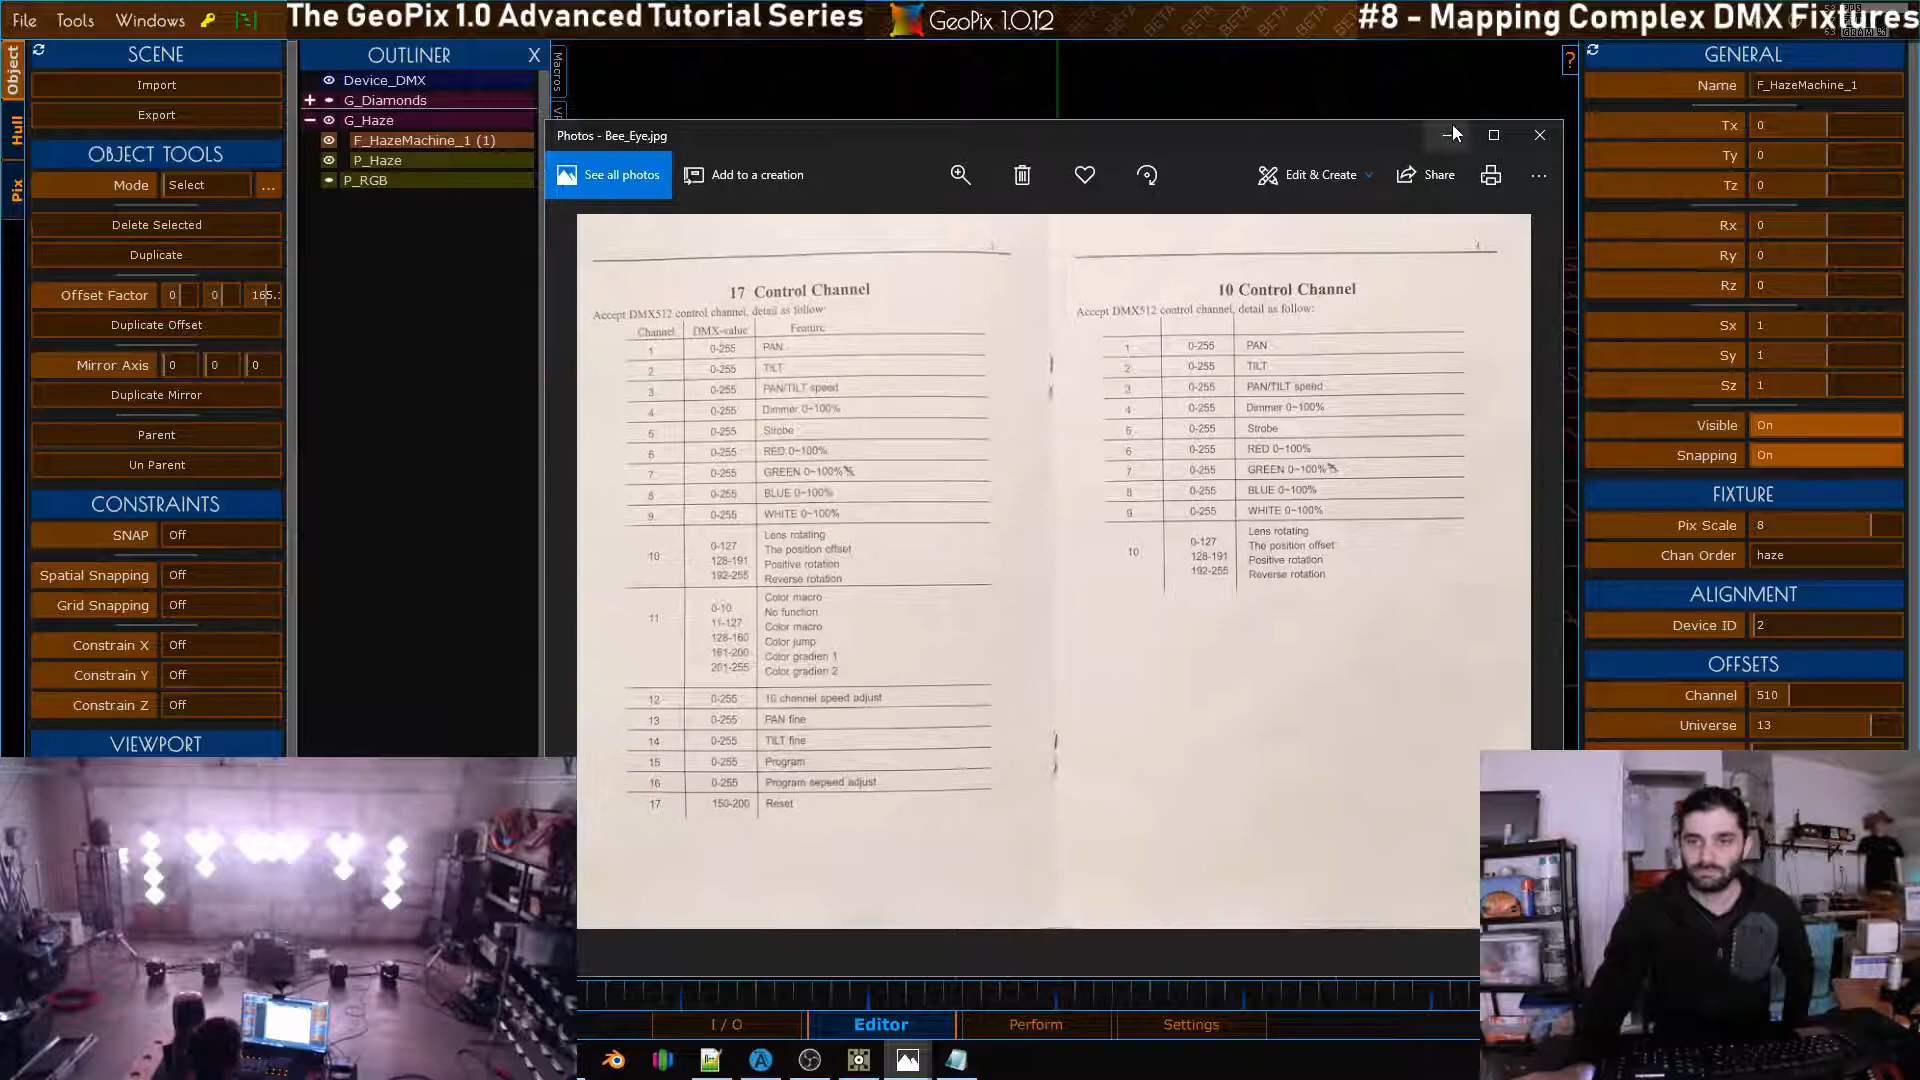 File Tools Windows
The GeoPix 1.0 Advanced Tutorial Series
GeoPix 1.0.12
BETA BETA BETA BETA
#8 - Mapping Complex DMX Fixtures
Object
Hull
Pix
SCENE
Import
Export
OBJECT TOOLS
Mode Select ...
Delete Selected
Duplicate
Offset Factor 0 0 165.
Duplicate Offset
Mirror Axis 0 0 0
Duplicate Mirror
Parent
Un Parent
CONSTRAINTS
SNAP Off
Spatial Snapping Off
Grid Snapping Off
Constrain X Off
Constrain Y Off
Constrain Z Off
VIEWPORT
OUTLINER X
Device_DMX
+ G_Diamonds
- G_Haze
F_HazeMachine_1 (1)
P_Haze
P_RGB
Macros
Photos - Bee_Eye.jpg
See all photos Add to a creation Edit & Create Share ...
17 Control Channel
Accept DMX512 control channel, detail as follow:
Channel DMX-value Feature
1 0-255 PAN
2 0-255 TILT
3 0-255 PAN/TILT speed
4 0-255 Dimmer 0~100%
5 0-255 Strobe
6 0-255 RED 0~100%
7 0-255 GREEN 0~100%
8 0-255 BLUE 0~100%
9 0-255 WHITE 0~100%
Lens rotating
10 0-127 The position offset
128-191 Positive rotation
192-255 Reverse rotation
Color macro
11 0-10 No function
11-127 Color macro
128-160 Color jump
161-200 Color gradien 1
201-255 Color gradien 2
12 0-255 10 channel speed adjust
13 0-255 PAN fine
14 0-255 TILT fine
15 0-255 Program
16 0-255 Program sepeed adjust
17 150-200 Reset
4
10 Control Channel
Accept DMX512 control channel, detail as follow:
1 0-255 PAN
2 0-255 TILT
3 0-255 PAN/TILT speed
4 0-255 Dimmer 0~100%
5 0-255 Strobe
6 0-255 RED 0~100%
7 0-255 GREEN 0~100%
8 0-255 BLUE 0~100%
9 0-255 WHITE 0~100%
Lens rotating
10 0-127 The position offset
128-191 Positive rotation
192-255 Reverse rotation
?
GENERAL
Name F_HazeMachine_1
Tx 0
Ty 0
Tz 0
Rx 0
Ry 0
Rz 0
Sx 1
Sy 1
Sz 1
Visible On
Snapping On
FIXTURE
Pix Scale 8
Chan Order haze
ALIGNMENT
Device ID 2
OFFSETS
Channel 510
Universe 13
I / O Editor Perform Settings